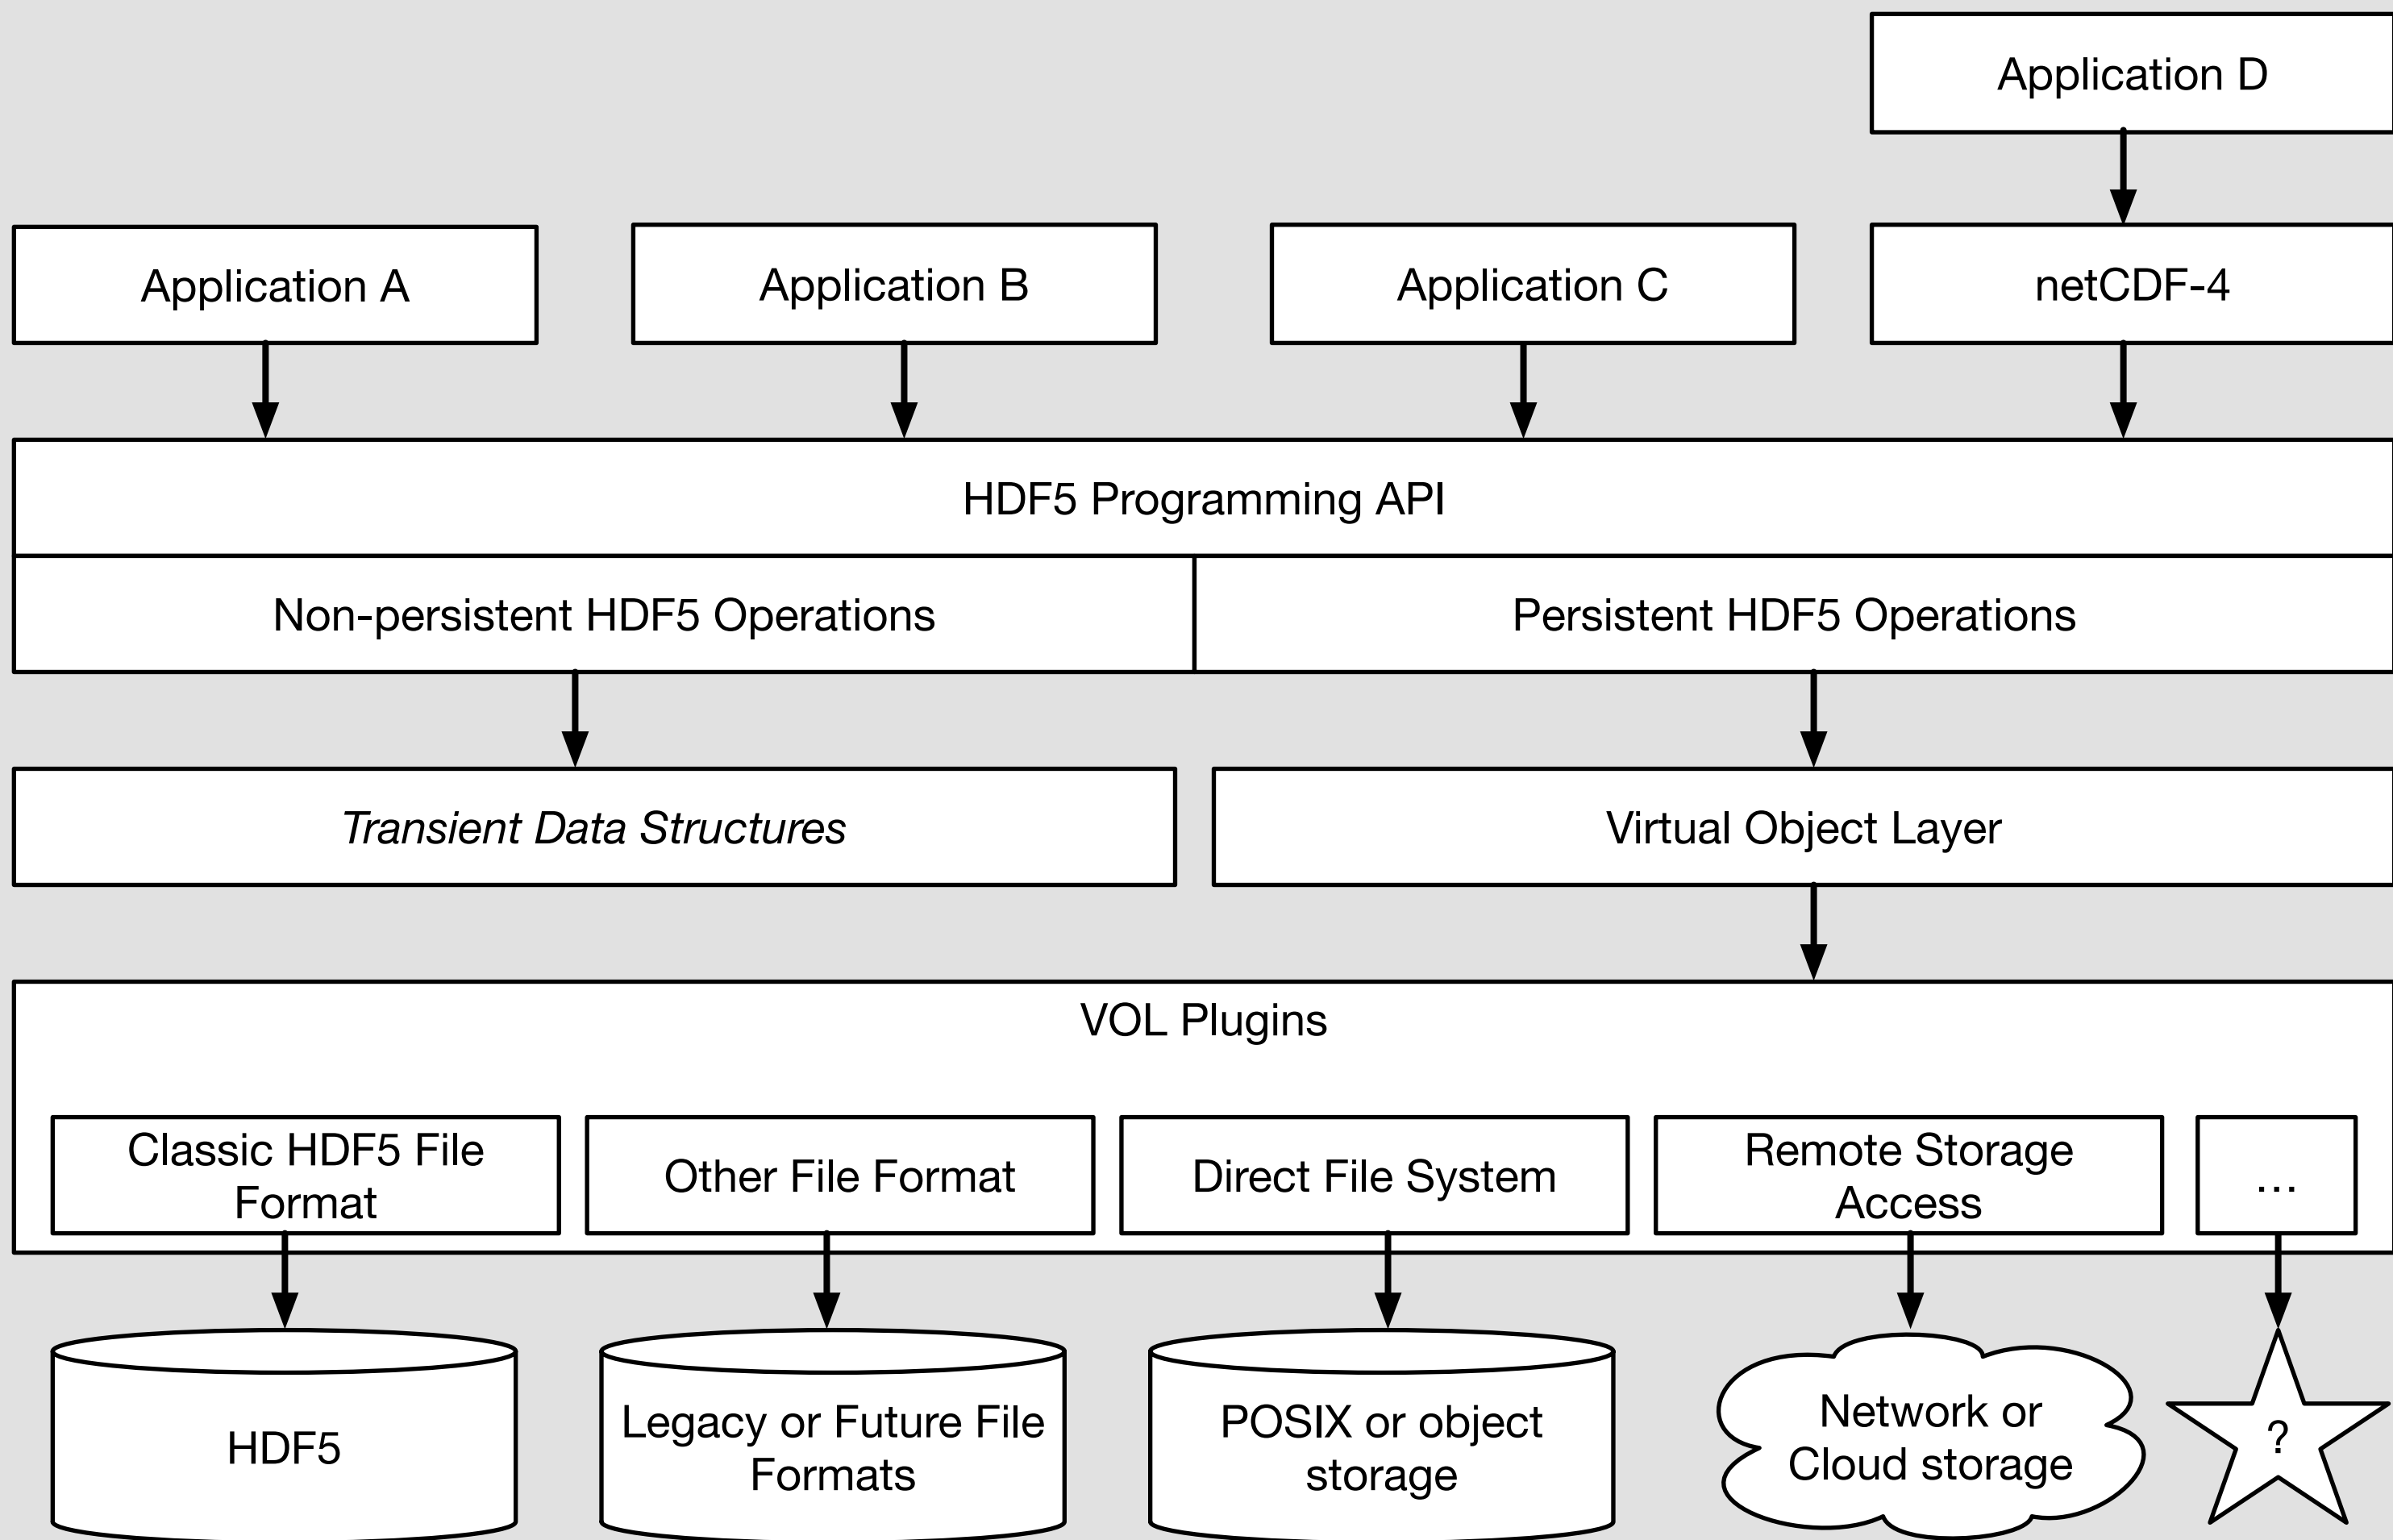 Application D
Application A
Application B
Application C
netCDF-4
HDF5 Programming API
Non-persistent HDF5 Operations
Persistent HDF5 Operations
Transient Data Structures
Virtual Object Layer
VOL Plugins
Classic HDF5 File
Format
Other File Format
Direct File System
Remote Storage
Access
...
HDF5
Legacy or Future File
Formats
POSIX or object
storage
Network or
Cloud storage
?